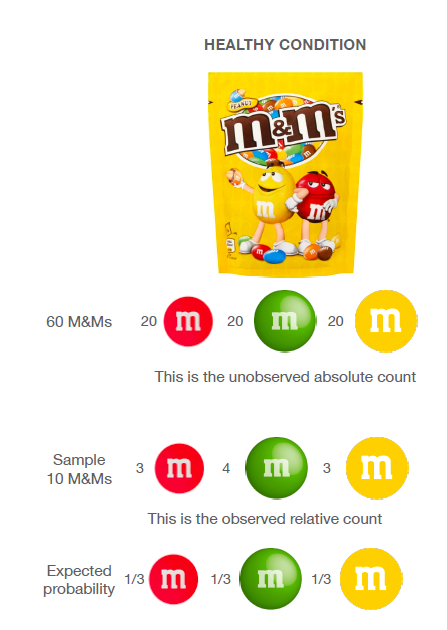 HEALTHY CONDITION
PEANUT
m&m's
m m
60 M&Ms 20 m 20 m 20 m
This is the unobserved absolute count
Sample
10 M&Ms 3 m 4 m 3 m
This is the observed relative count
Expected
probability 1/3 m 1/3 m 1/3 m